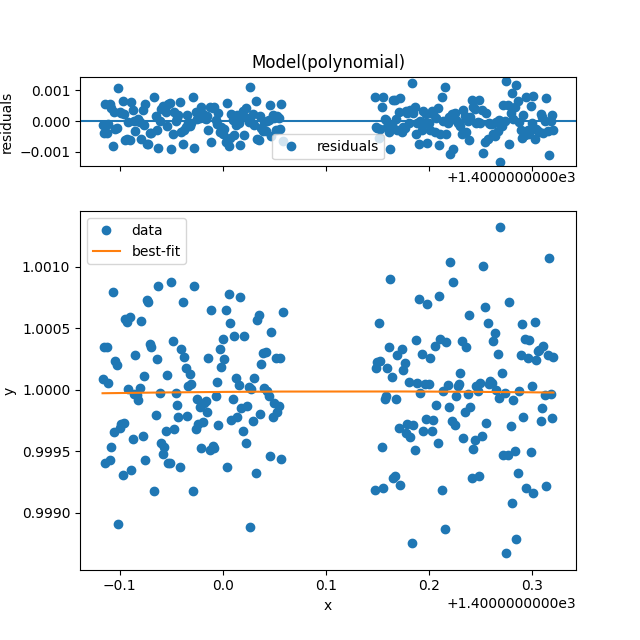 Model(polynomial)
residuals
0.001
0.000
−0.001
residuals
+1.4000000000e3
data
best-fit
y
1.0010
1.0005
1.0000
0.9995
0.9990
−0.1
0.0
0.1
0.2
0.3
x
+1.4000000000e3